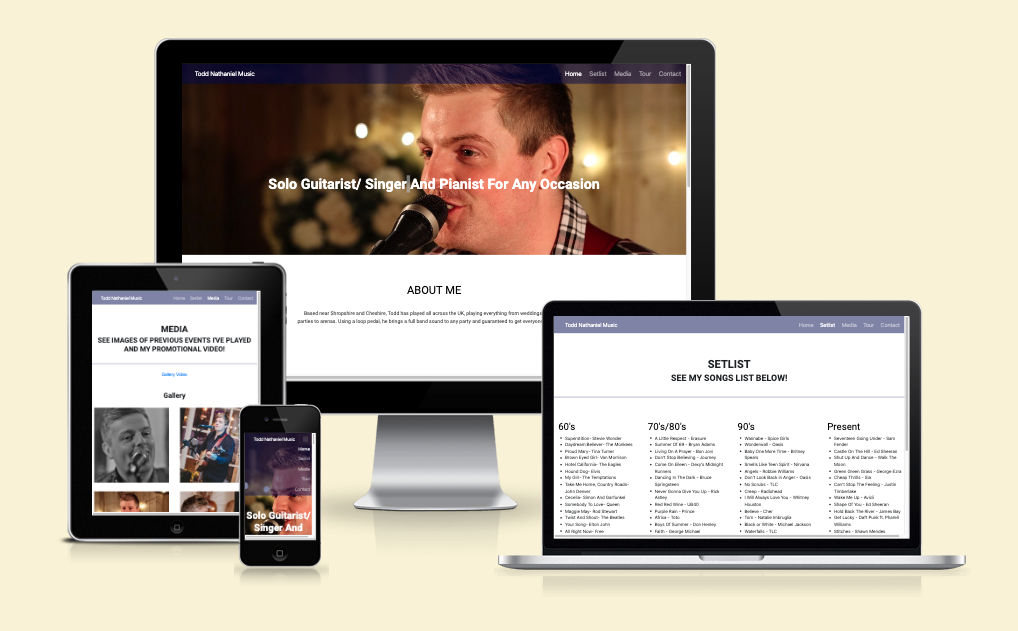 Todd Nathaniel Music
Home Setlist Media Tour Contact
Solo Guitarist/ Singer And Pianist For Any Occasion
ABOUT ME
Based near Shropshire and Cheshire, Todd has played all across the UK, playing everything from weddings
parties to arenas. Using a loop pedal, he brings a full band sound to any party and guaranteed to get everyone
Todd Nathaniel Music
Home Setlist Media Tour Contact
MEDIA
SEE IMAGES OF PREVIOUS EVENTS I'VE PLAYED
AND MY PROMOTIONAL VIDEO!
Gallery Video
Gallery
Todd Nathaniel Music
Home
Setlist
Media
Tour
Contact
Solo Guitarist/
Singer And
Todd Nathaniel Music
Home Setlist Media Tour Contact
SETLIST
SEE MY SONGS LIST BELOW!
60's
Superstition- Stevie Wonder
Daydream Believer- The Monkees
Proud Mary- Tina Turner
Brown Eyed Girl- Van Morrison
Hotel California- The Eagles
Hound Dog- Elvis
My Girl- The Temptations
Take Me Home, Country Roads-
John Denver
Cecelia- Simon And Garfunkel
Somebody To Love- Queen
Maggie May- Rod Stewart
Twist And Shout- The Beatles
Your Song- Elton John
All Right Now- Free
70's/80's
A Little Respect - Erasure
Summer Of 69 - Bryan Adams
Living On A Prayer - Bon Jovi
Don't Stop Believing - Journey
Come On Eileen - Dexy's Midnight
Runners
Dancing In The Dark - Bruce
Springsteen
Never Gonna Give You Up - Rick
Astley
Red Red Wine - UB40
Purple Rain - Prince
Africa - Toto
Boys Of Summer - Don Henley
Faith - George Michael
90's
Wannabe - Spice Girls
Wonderwall - Oasis
Baby One More Time - Britney
Spears
Smells Like Teen Spirit - Nirvana
Angels - Robbie Williams
Don't Look Back in Anger - Oasis
No Scrubs - TLC
Creep - Radiohead
I Will Always Love You - Whitney
Houston
Believe - Cher
Torn - Natalie Imbruglia
Black or White - Michael Jackson
Waterfalls - TLC
Present
Seventeen Going Under - Sam
Fender
Castle On The Hill - Ed Sheeran
Shut Up And Dance - Walk The
Moon
Green Green Grass - George Ezra
Cheap Thrills - Sia
Can't Stop The Feeling - Justin
Timberlake
Wake Me Up - Avicii
Shape Of You - Ed Sheeran
Hold Back The River - James Bay
Get Lucky - Daft Punk ft. Pharell
Williams
Stitches - Shawn Mendes